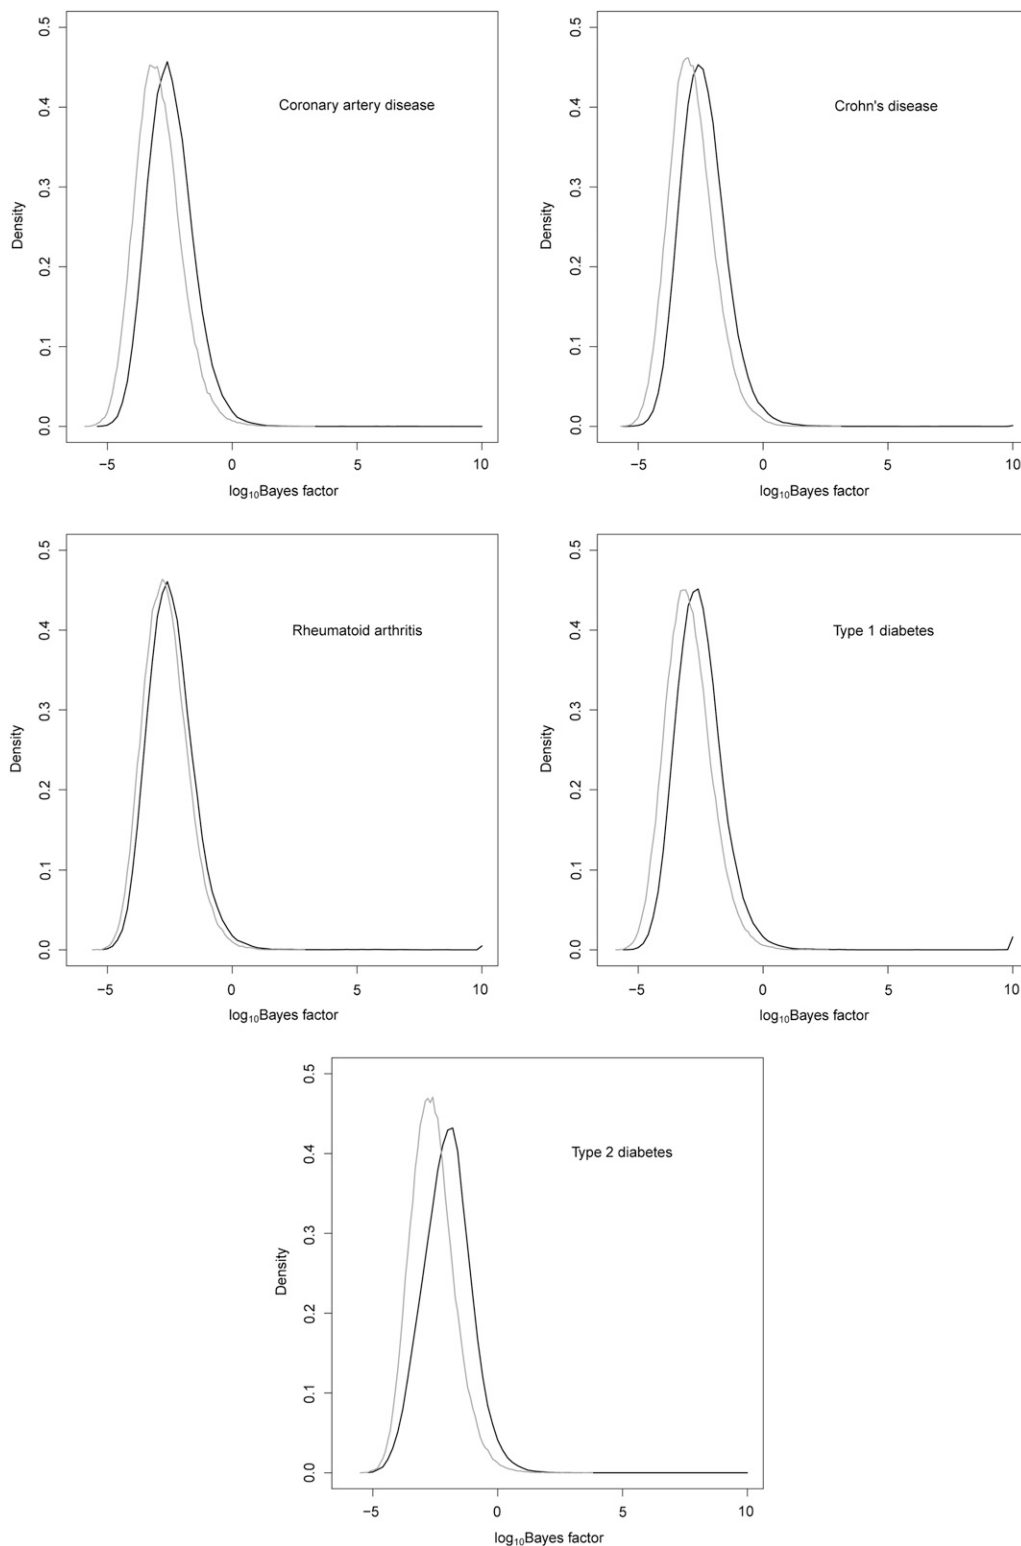 0.5
0.4
0.3
0.2
0.1
0.0
Density
Coronary artery disease
−5 0 5 10
log₁₀Bayes factor
0.5
0.4
0.3
0.2
0.1
0.0
Density
Crohn's disease
−5 0 5 10
log₁₀Bayes factor
0.5
0.4
0.3
0.2
0.1
0.0
Density
Rheumatoid arthritis
−5 0 5 10
log₁₀Bayes factor
0.5
0.4
0.3
0.2
0.1
0.0
Density
Type 1 diabetes
−5 0 5 10
log₁₀Bayes factor
0.5
0.4
0.3
0.2
0.1
0.0
Density
Type 2 diabetes
−5 0 5 10
log₁₀Bayes factor